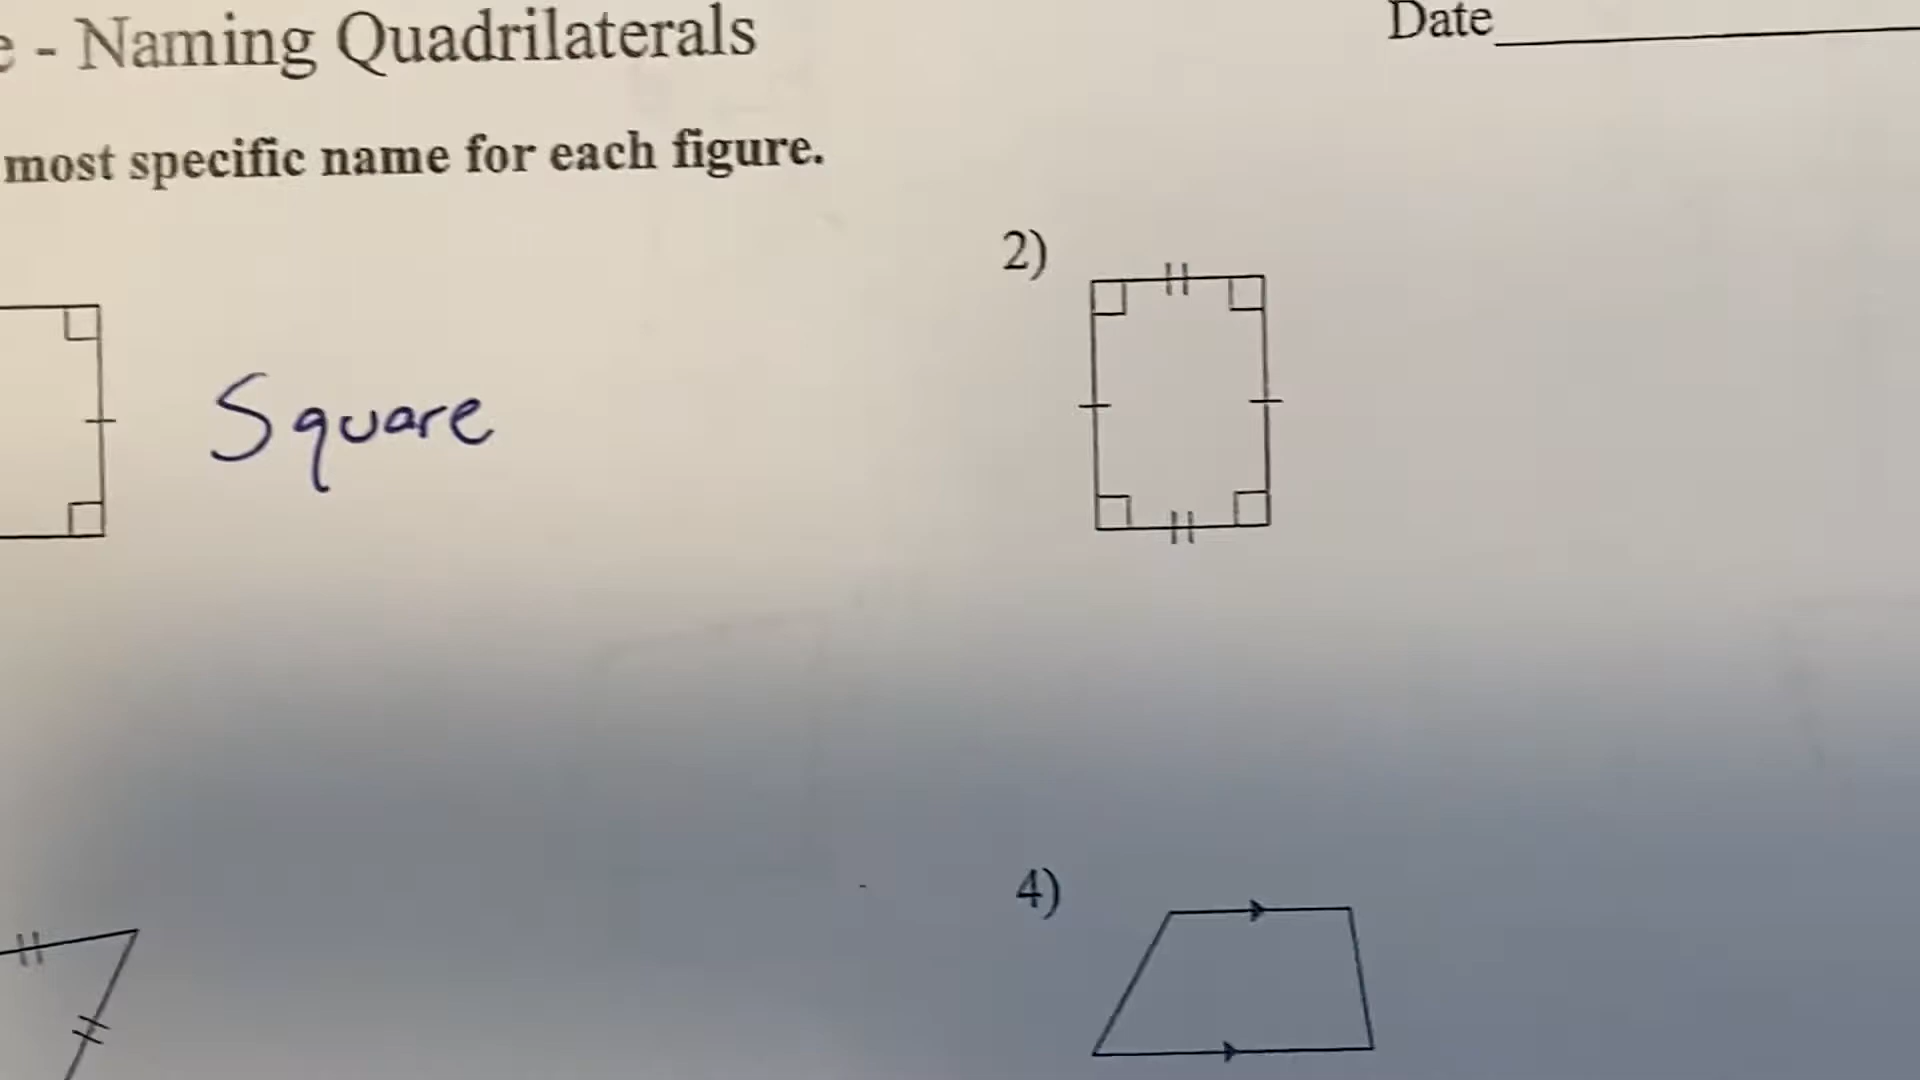 - Naming Quadrilaterals
Date
most specific name for each figure.
2)
Square
4)